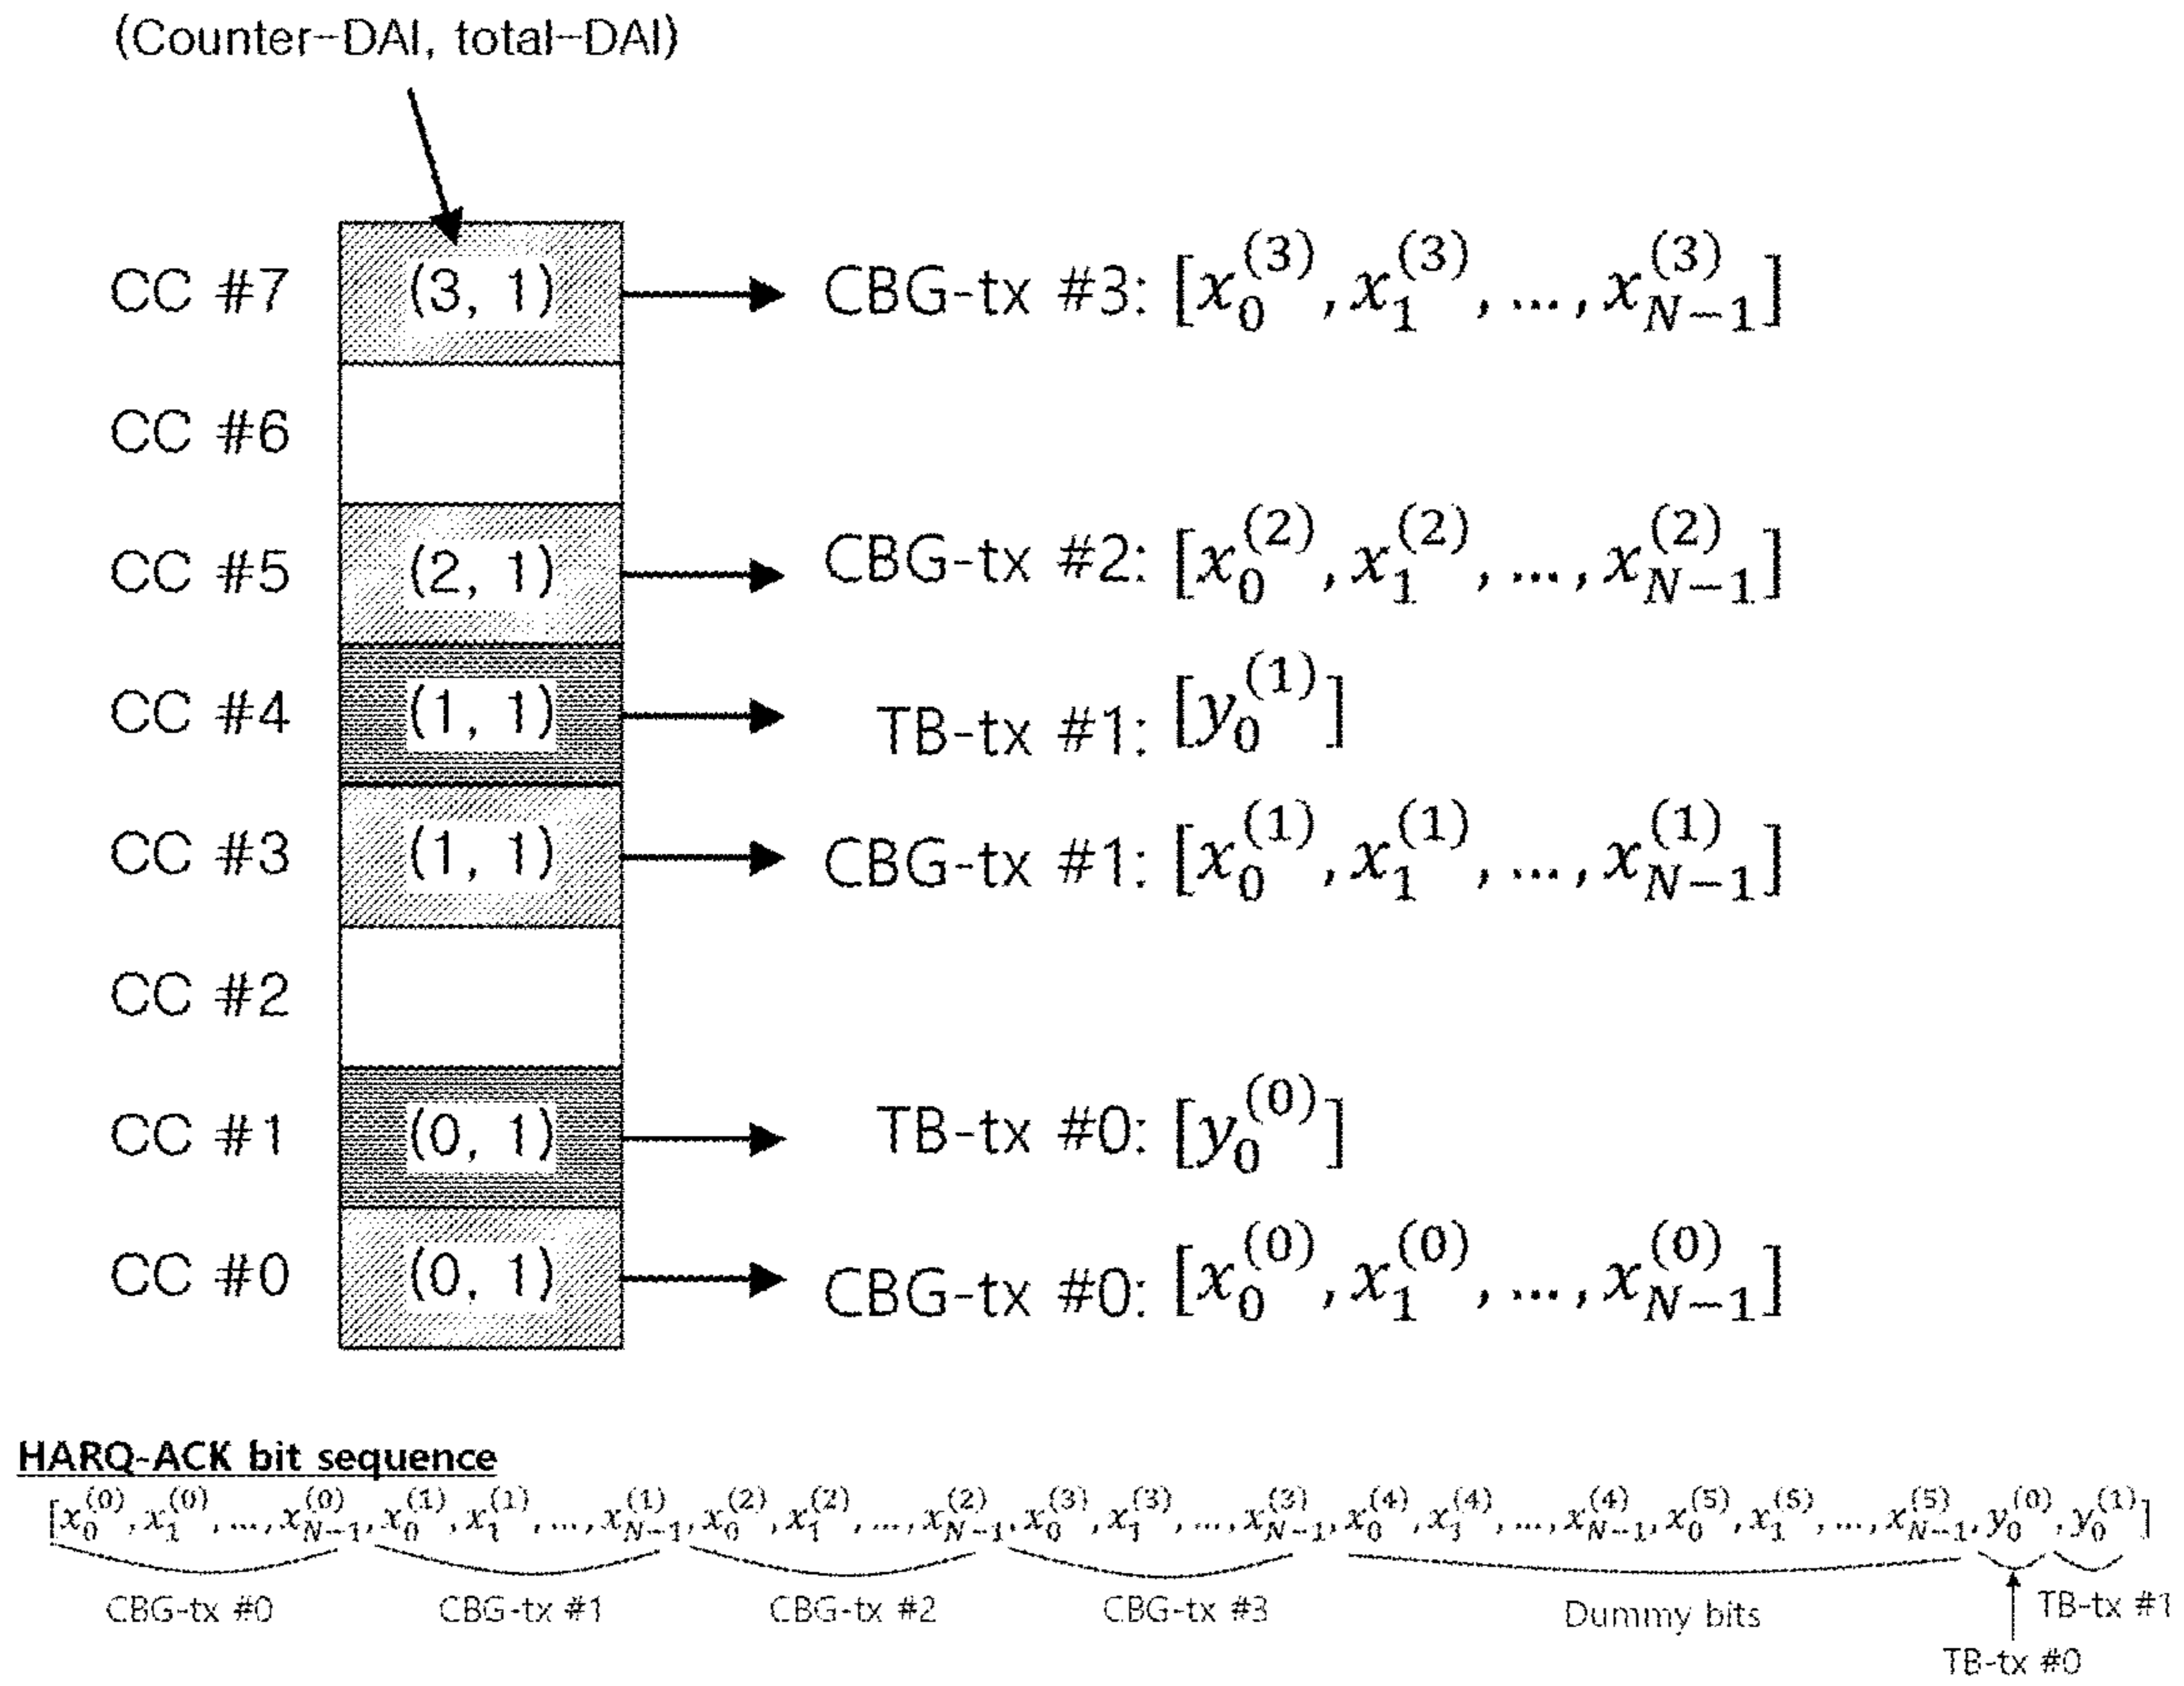 (Counter-DAI, total-DAI)
CC #7 (3, 1) CBG-tx #3: [x_0^(3), x_1^(3), ..., x_{N-1}^(3)]
CC #6
CC #5 (2, 1) CBG-tx #2: [x_0^(2), x_1^(2), ..., x_{N-1}^(2)]
CC #4 (1, 1) TB-tx #1: [y_0^(1)]
CC #3 (1, 1) CBG-tx #1: [x_0^(1), x_1^(1), ..., x_{N-1}^(1)]
CC #2
CC #1 (0, 1) TB-tx #0: [y_0^(0)]
CC #0 (0, 1) CBG-tx #0: [x_0^(0), x_1^(0), ..., x_{N-1}^(0)]
HARQ-ACK bit sequence
[x_0^(0), x_1^(0), ..., x_{N-1}^(0), x_0^(1), x_1^(1), ..., x_{N-1}^(1), x_0^(2), x_1^(2), ..., x_{N-1}^(2), x_0^(3), x_1^(3), ..., x_{N-1}^(3), x_0^(4), x_1^(4), ..., x_{N-1}^(4), x_0^(5), x_1^(5), ..., x_{N-1}^(5), y_0^(0), y_0^(1)]
CBG-tx #0 CBG-tx #1 CBG-tx #2 CBG-tx #3 Dummy bits TB-tx #1
TB-tx #0